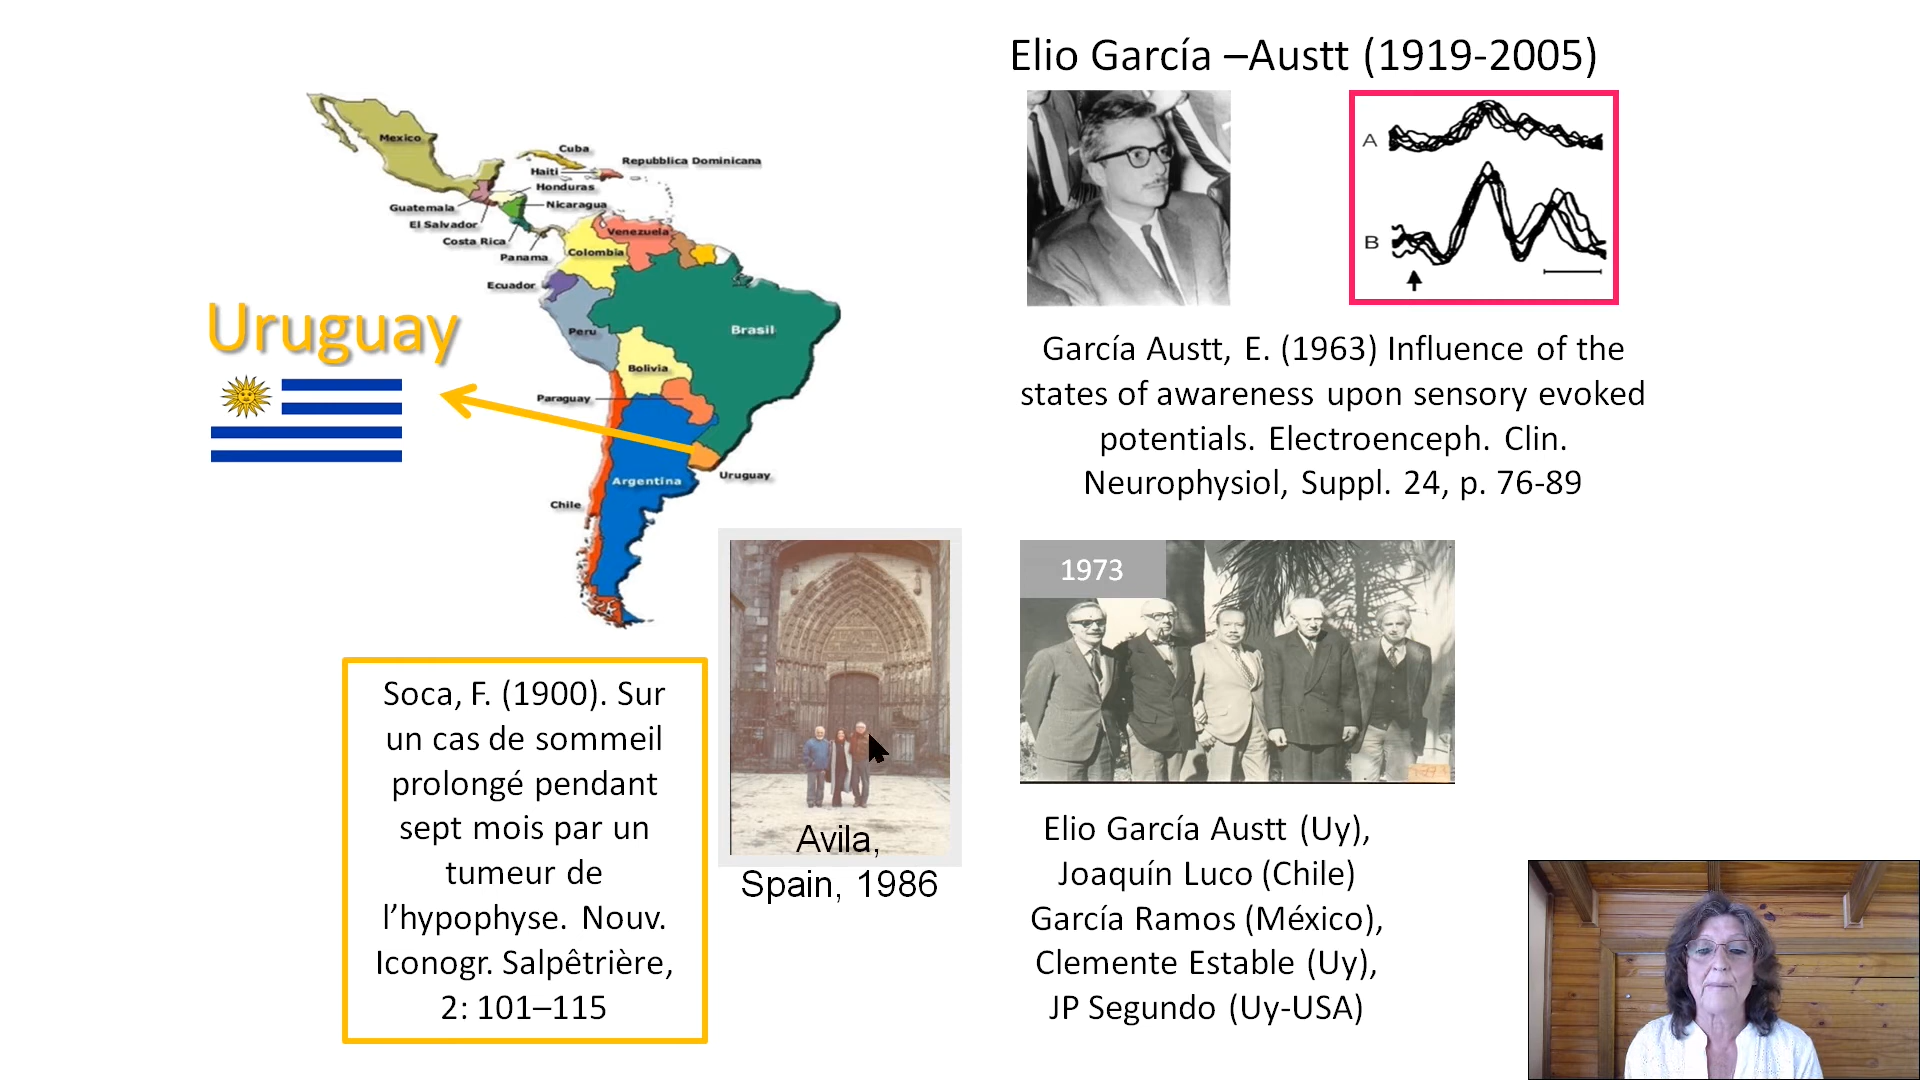 Elio García –Austt (1919-2005)
Mexico
Cuba
Repubblica Dominicana
Haiti
Honduras
Guatemala
Nicaragua
El Salvador
Costa Rica
Panama
Venezuela
Colombia
Ecuador
Peru
Brasil
Bolivia
Paraguay
Uruguay
Argentina
Chile
Uruguay
A
B
García Austt, E. (1963) Influence of the
states of awareness upon sensory evoked
potentials. Electroenceph. Clin.
Neurophysiol, Suppl. 24, p. 76-89
Soca, F. (1900). Sur
un cas de sommeil
prolongé pendant
sept mois par un
tumeur de
l’hypophyse. Nouv.
Iconogr. Salpêtrière,
2: 101–115
Avila,
Spain, 1986
1973
Elio García Austt (Uy),
Joaquín Luco (Chile)
García Ramos (México),
Clemente Estable (Uy),
JP Segundo (Uy-USA)